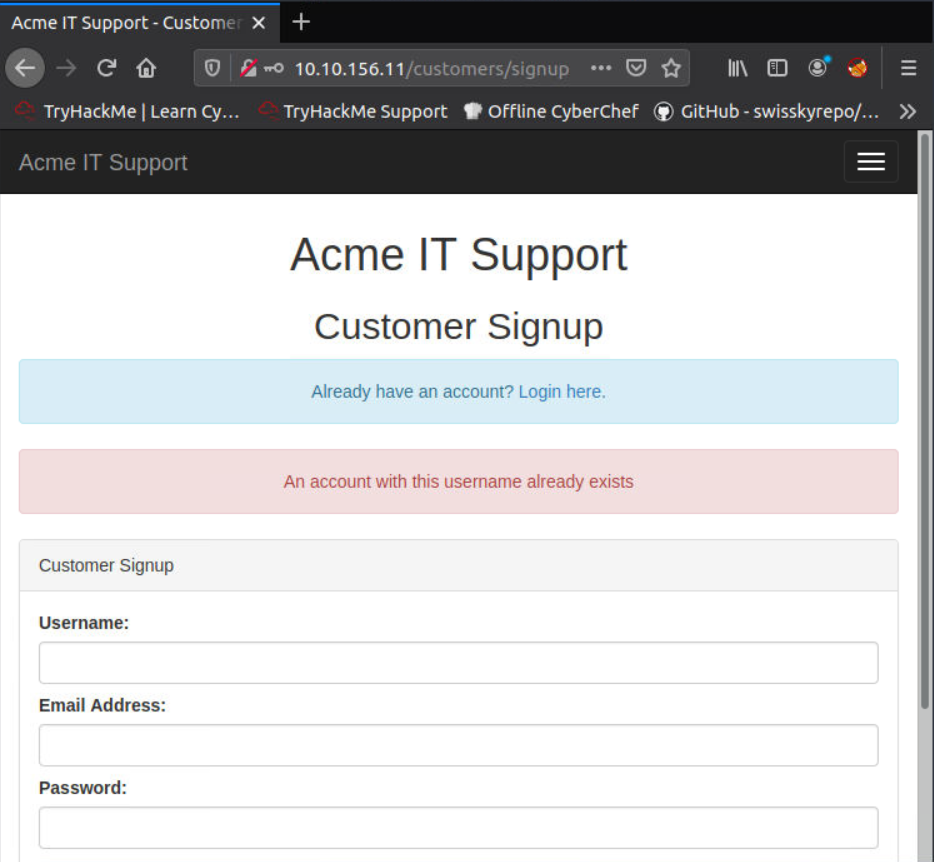 Acme IT Support - Customer
10.10.156.11/customers/signup
TryHackMe | Learn Cy... TryHackMe Support Offline CyberChef GitHub - swisskyrepo/...
Acme IT Support
Acme IT Support
Customer Signup
Already have an account? Login here.
An account with this username already exists
Customer Signup
Username:
Email Address:
Password: